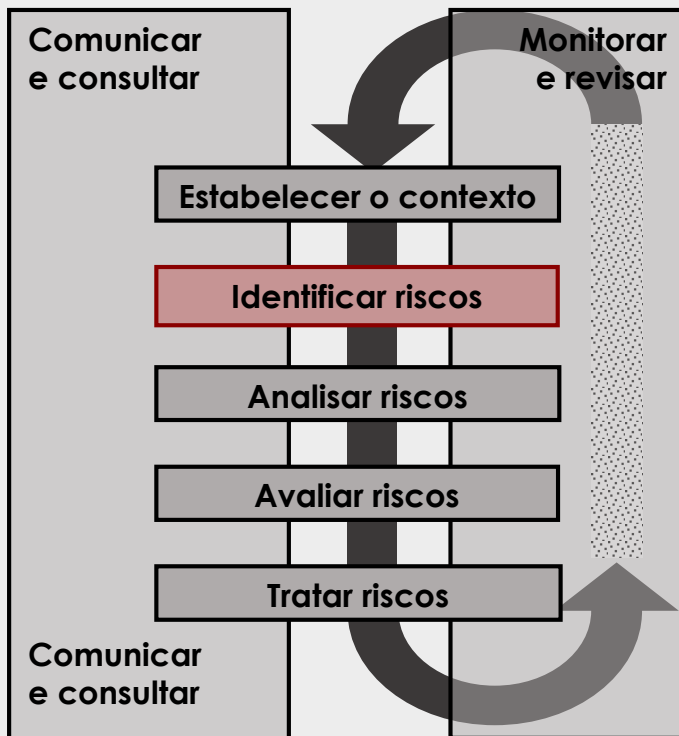 Comunicar
e consultar
Monitorar
e revisar
Estabelecer o contexto
Identificar riscos
Analisar riscos
Avaliar riscos
Tratar riscos
Comunicar
e consultar